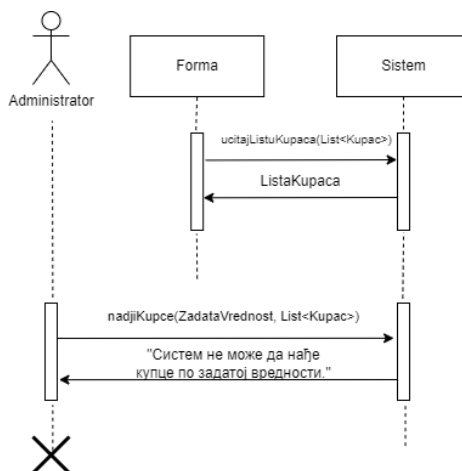 Forma
Sistem
Administrator
ucitajListuKupaca(List<Kupac>)
ListaKupaca
nadjiKupce(ZadataVrednost, List<Kupac>)
"Систем не може да нађе
купце по задатој вредности."